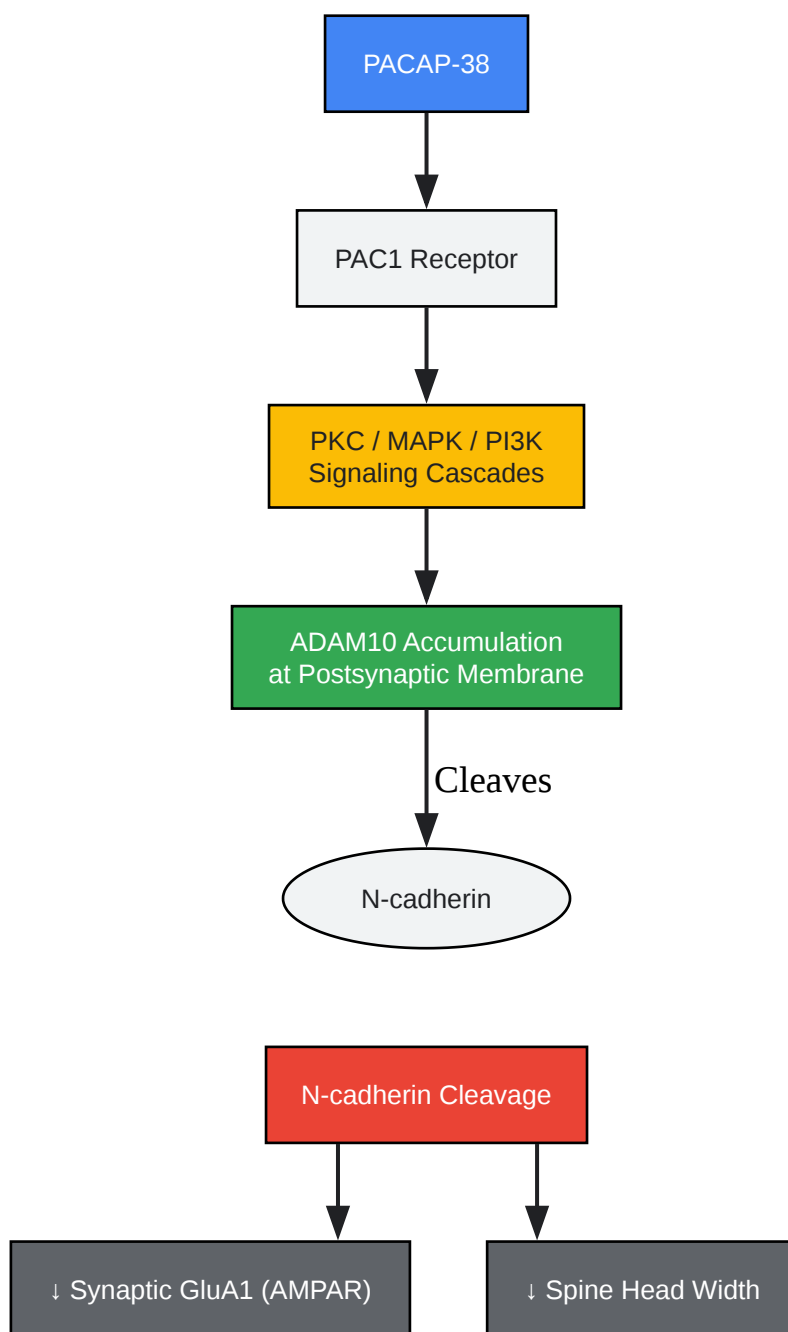 PACAP-38
PAC1 Receptor
PKC / MAPK / PI3K
Signaling Cascades
ADAM10 Accumulation
at Postsynaptic Membrane
Cleaves
N-cadherin
N-cadherin Cleavage
↓ Synaptic GluA1 (AMPAR)
↓ Spine Head Width